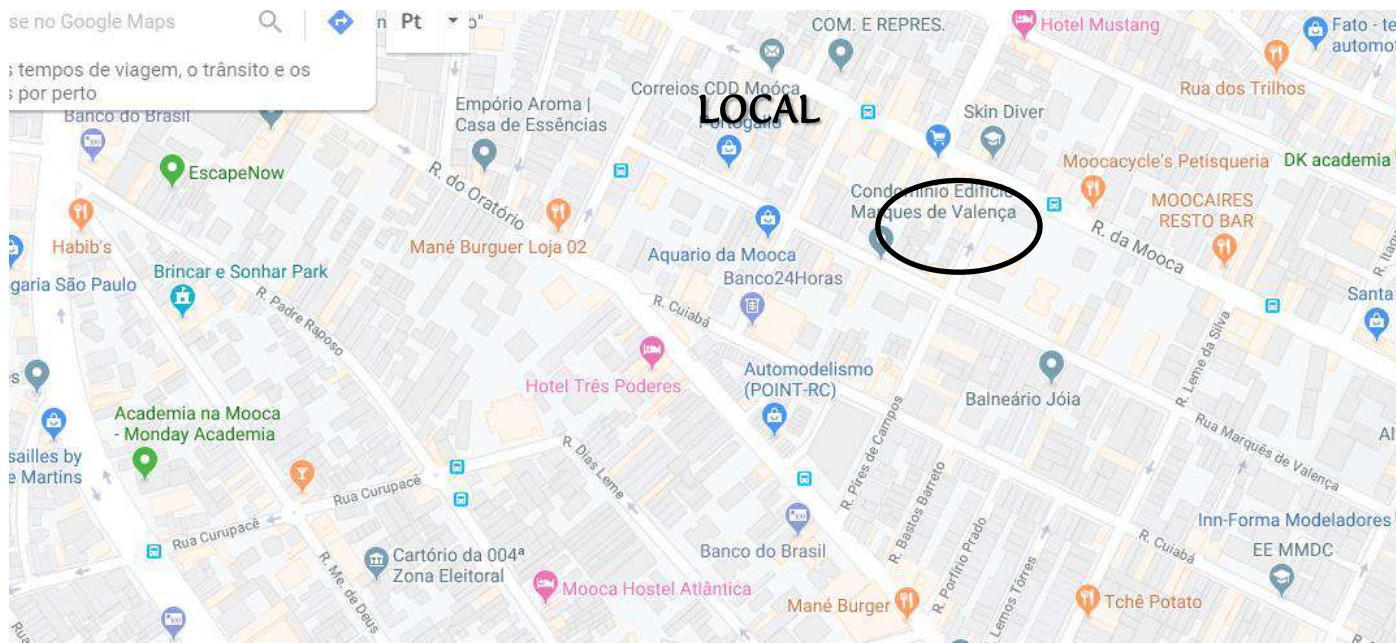 se no Google Maps
Pt
COM. E REPRES.
Hotel Mustang
Fato - te
automo
s tempos de viagem, o trânsito e os
s por perto
Banco do Brasil
Empório Aroma |
Casa de Essências
Correios CDD Moóca
LOCAL
Portogallo
Skin Diver
Rua dos Trilhos
EscapeNow
R. do Oratório
Moocacycle's Petisqueria
DK academia
Condomínio Edifício
Marques de Valença
MOOCAIRES
RESTO BAR
R. da Mooca
Habib's
Mané Burguer Loja 02
Aquario da Mooca
Banco24Horas
garia São Paulo
Brincar e Sonhar Park
R. Padre Raposo
R. Cuiabá
Santa
Hotel Três Poderes
Automodelismo
(POINT-RC)
Balneário Jóia
R. Leme da Silva
Academia na Mooca
- Monday Academia
sailles by
e Martins
R. Dias Leme
R. Pires de Campos
Rua Marquês de Valença
Al
Rua Curupacê
Rua Curupacê
R. Bastos Barreto
Inn-Forma Modeladores
R. Cuiabá
EE MMDC
Cartório da 004ª
Zona Eleitoral
Banco do Brasil
R. Me. de Deus
Mooca Hostel Atlântica
Mané Burger
R. Porfírio Prado
Lemos Tôrres
Tchê Potato
Rua